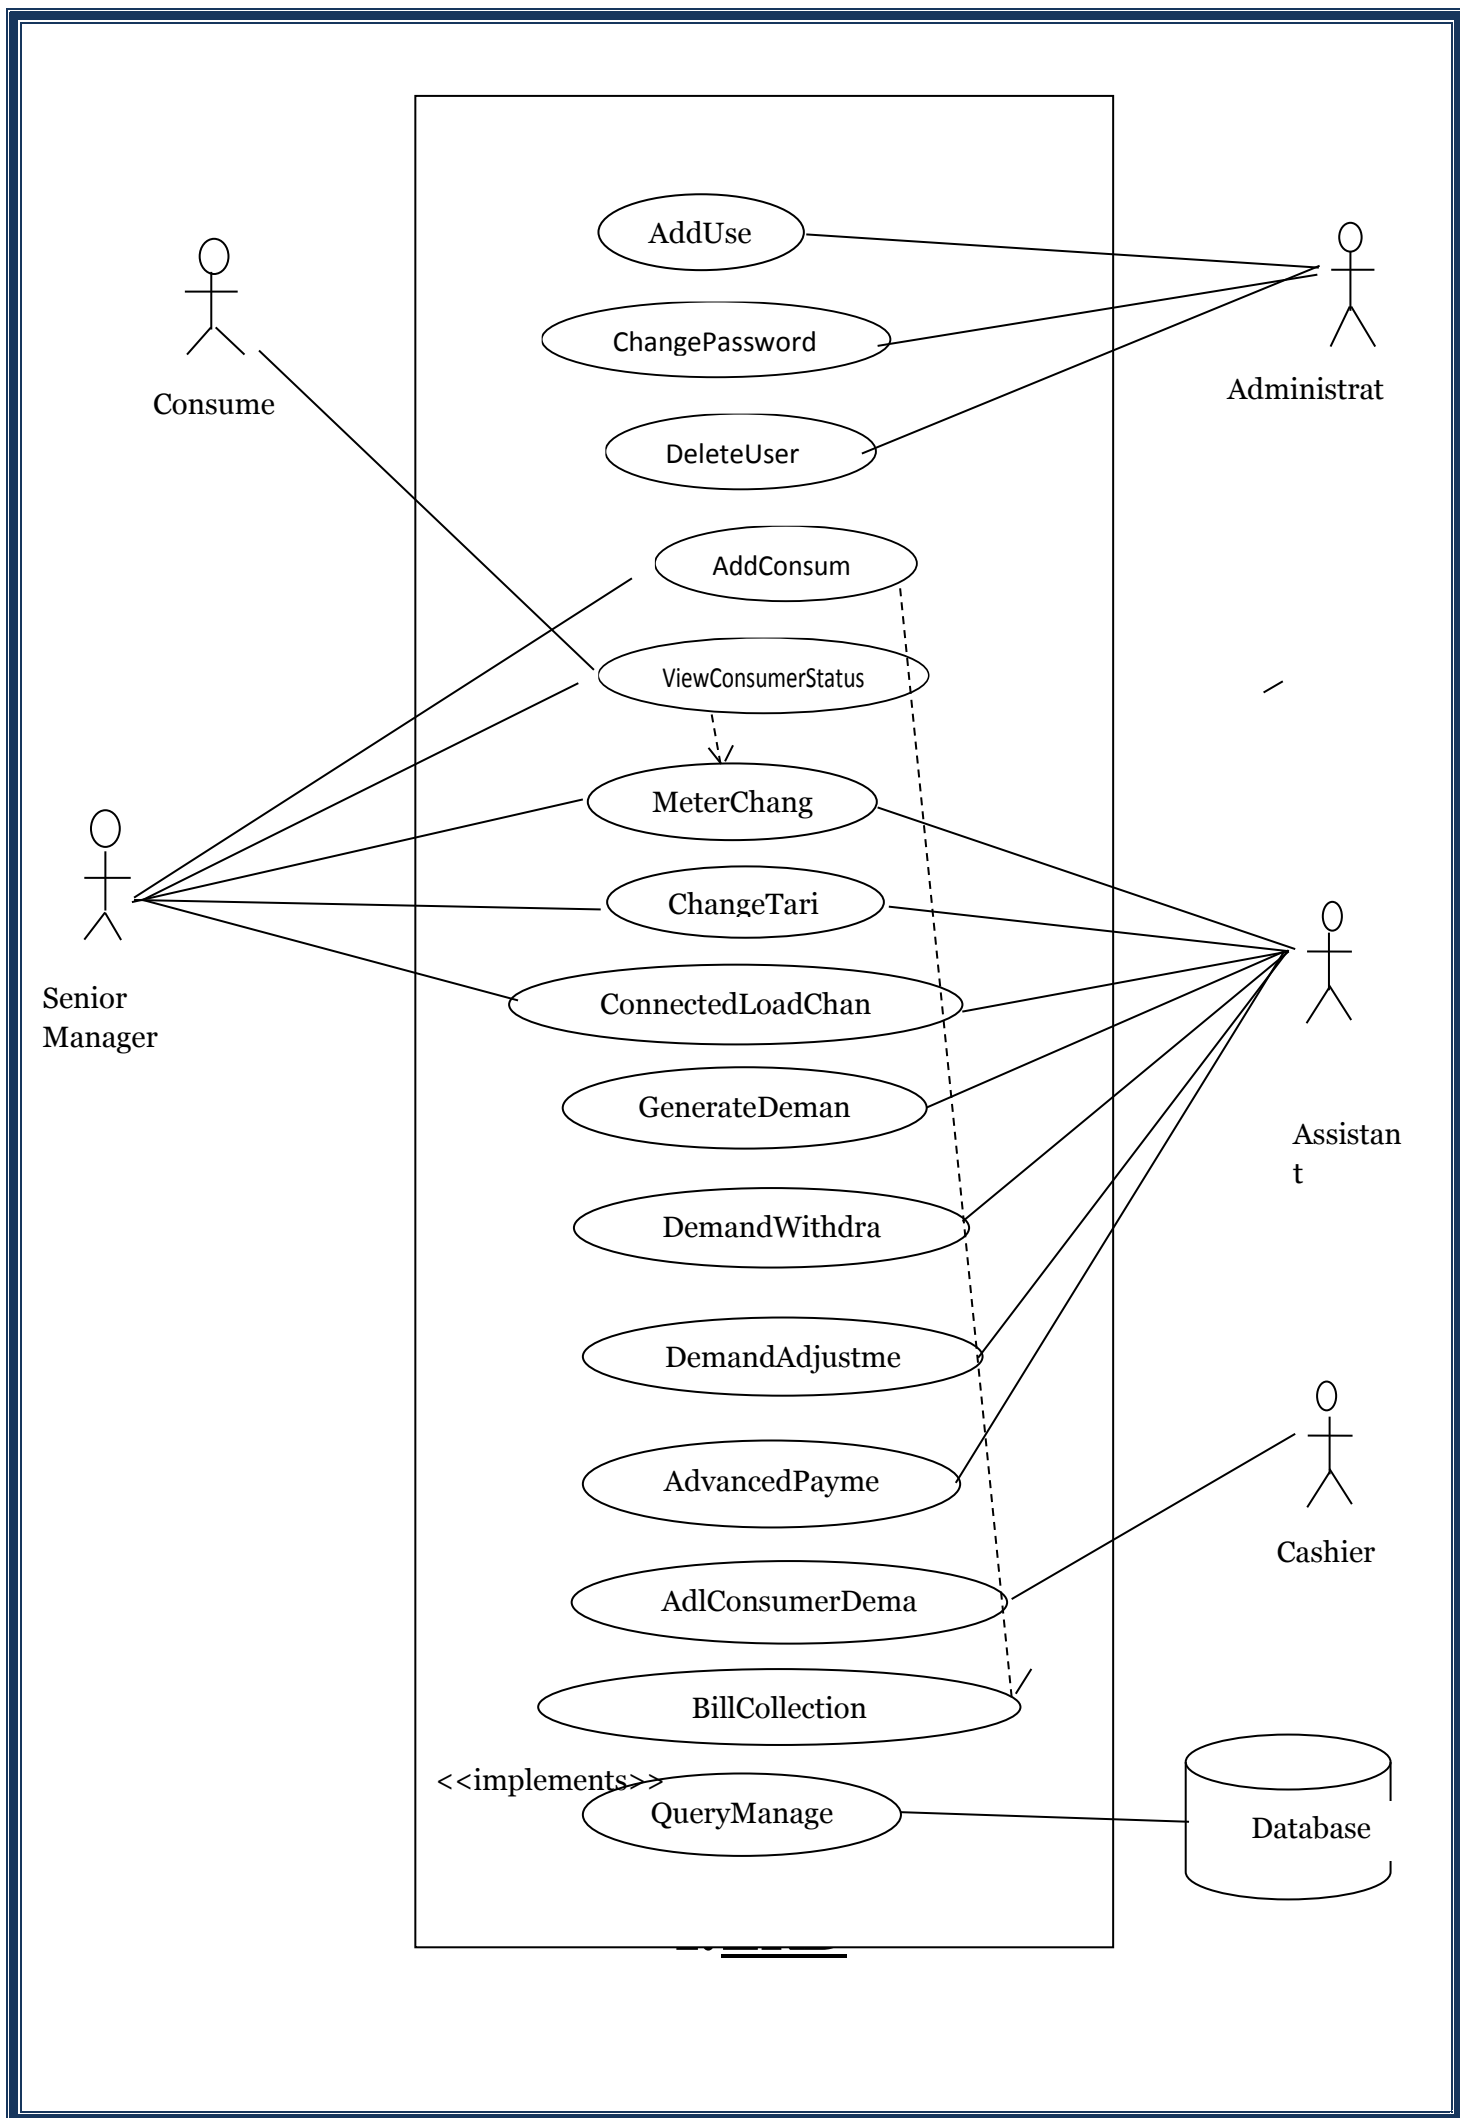 AddUse
ChangePassword
Consume
Administrat
DeleteUser
AddConsum
ViewConsumerStatus
MeterChang
ChangeTari
Senior
Manager
ConnectedLoadChan
GenerateDeman
Assistan
t
DemandWithdra
DemandAdjustme
AdvancedPayme
Cashier
AdlConsumerDema
BillCollection
<<implements>>
QueryManage
Database